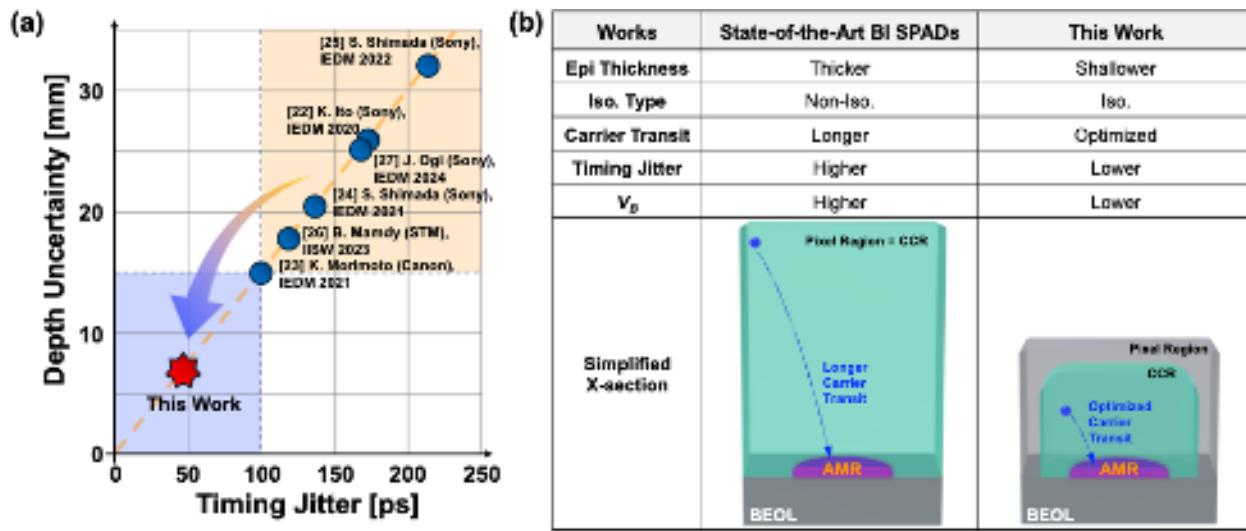 (a)
Depth Uncertainty [mm]
30
20
10
0
[25] S. Shimada (Sony),
IEDM 2022
[22] K. Ito (Sony),
IEDM 2020
[27] J. Ogi (Sony),
IEDM 2024
[24] S. Shimada (Sony),
IEDM 2021
[26] B. Mamdy (STM),
IISW 2023
[23] K. Morimoto (Canon),
IEDM 2021
This Work
0 50 100 150 200 250
Timing Jitter [ps]
(b)
Works State-of-the-Art BI SPADs This Work
Epi Thickness Thicker Shallower
Iso. Type Non-Iso. Iso.
Carrier Transit Longer Optimized
Timing Jitter Higher Lower
V_B Higher Lower
Simplified
X-section
Pixel Region = CCR
Longer
Carrier
Transit
AMR
BEOL
Pixel Region
CCR
Optimized
Carrier
Transit
AMR
BEOL